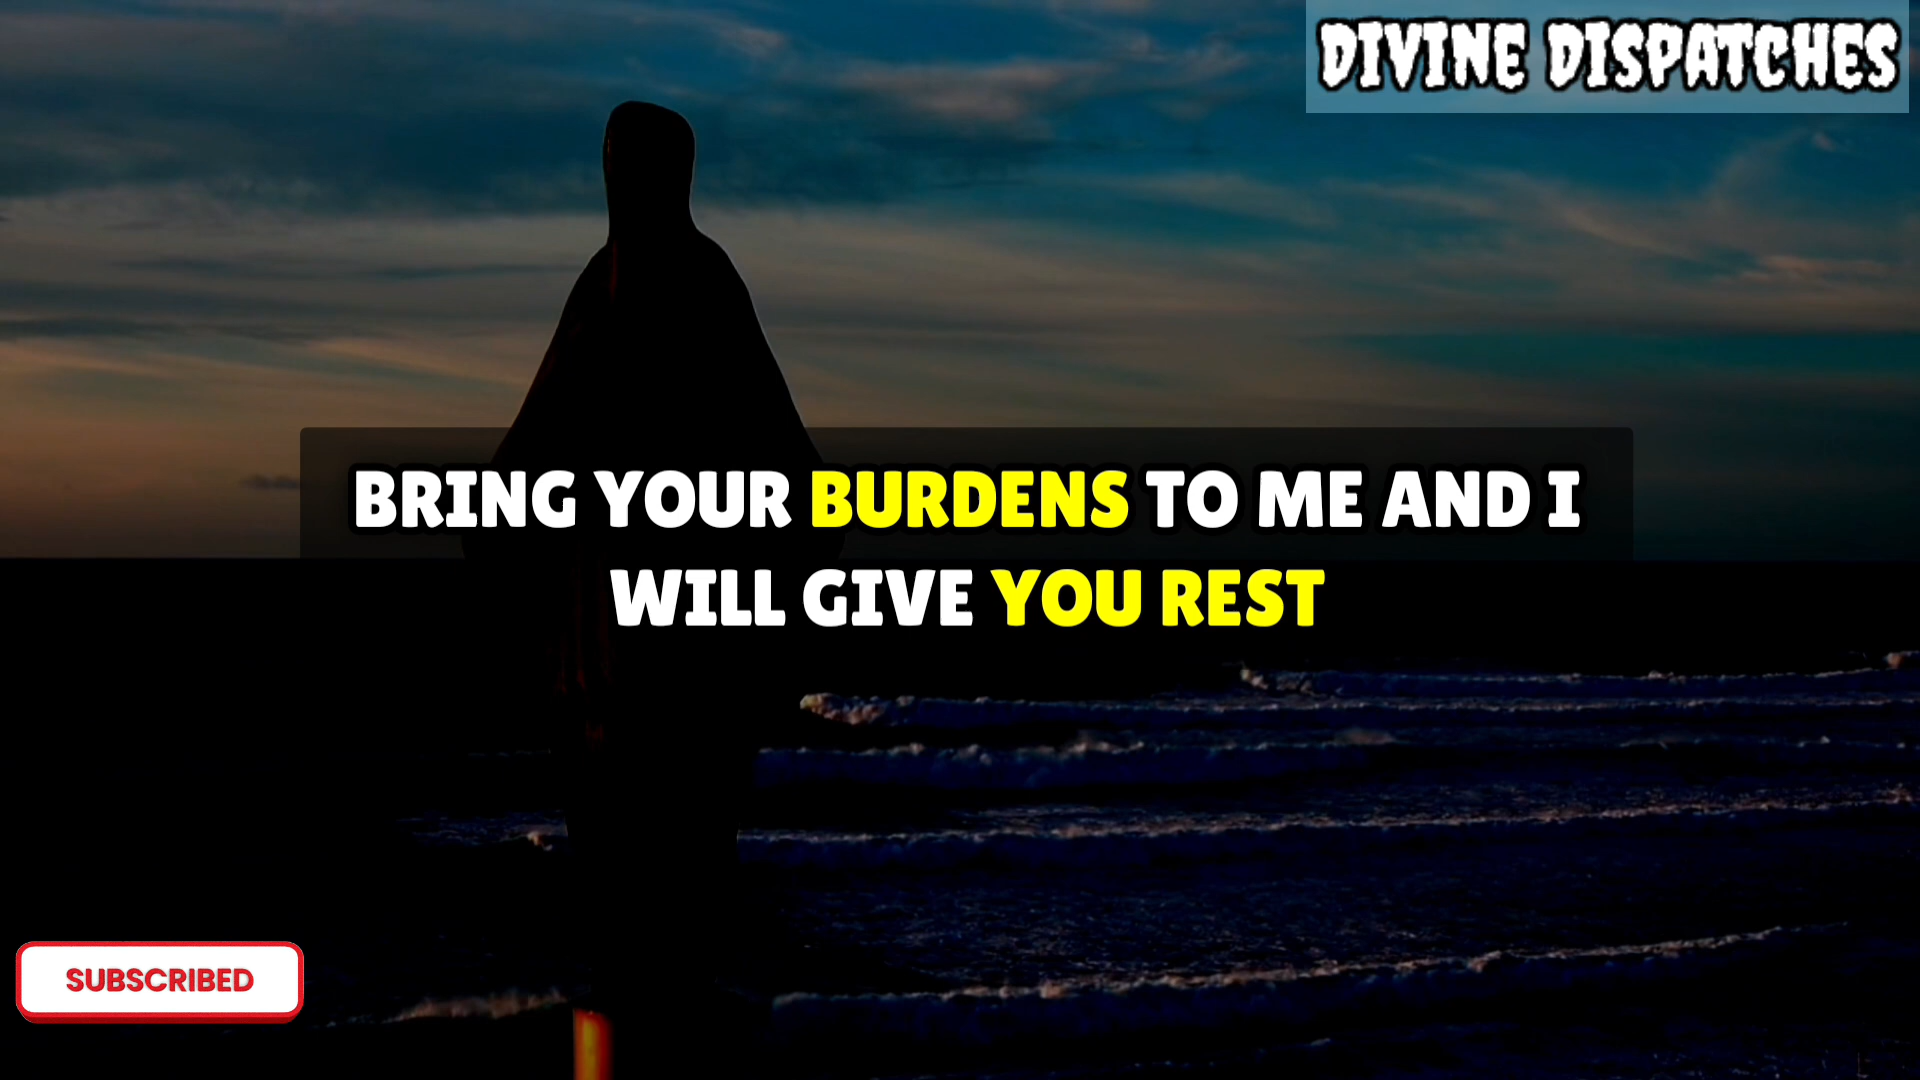 DIVINE DISPATCHES
BRING YOUR BURDENS TO ME AND I
WILL GIVE YOU REST
SUBSCRIBED